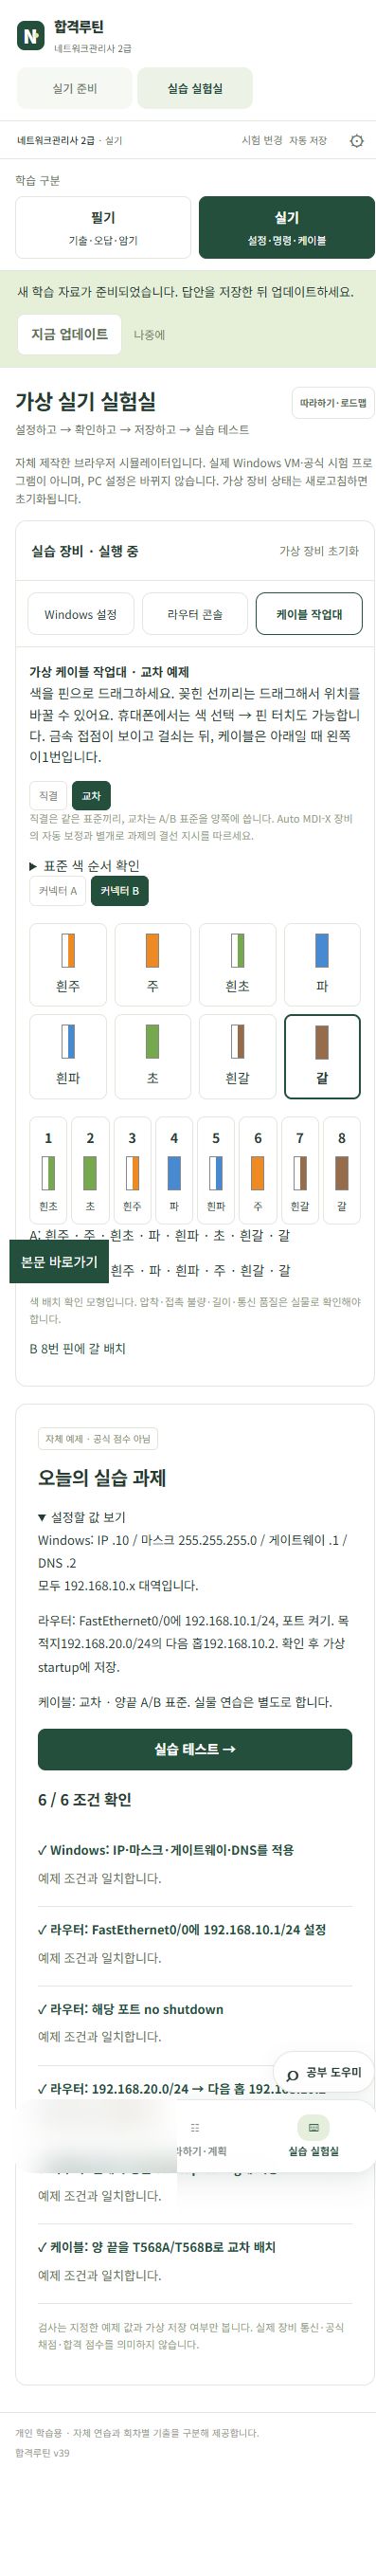 합격루틴
네트워크관리사 2급
실기 준비
실습 실험실
네트워크관리사 2급 · 실기
시험 변경 자동 저장
학습 구분
필기
기출·오답·암기
실기
설정·명령·케이블
새 학습 자료가 준비되었습니다. 답안을 저장한 뒤 업데이트하세요.
지금 업데이트
나중에
가상 실기 실험실
따라하기·로드맵
설정하고 → 확인하고 → 저장하고 → 실습 테스트
자체 제작한 브라우저 시뮬레이터입니다. 실제 Windows VM·공식 시험 프로
그램이 아니며, PC 설정은 바뀌지 않습니다. 가상 장비 상태는 새로고침하면
초기화됩니다.
실습 장비 · 실행 중
가상 장비 초기화
Windows 설정
라우터 콘솔
케이블 작업대
가상 케이블 작업대 · 교차 예제
색을 핀으로 드래그하세요. 꽂힌 선끼리는 드래그해서 위치를
바꿀 수 있어요. 휴대폰에서는 색 선택 → 핀 터치도 가능합니
다. 금속 접점이 보이고 걸쇠는 뒤, 케이블은 아래일 때 왼쪽
이1번입니다.
직결
교차
직결은 같은 표준끼리, 교차는 A/B 표준을 양쪽에 씁니다. Auto MDI-X 장비
의 자동 보정과 별개로 과제의 결선 지시를 따르세요.
▶ 표준 색 순서 확인
커넥터 A
커넥터 B
흰주
주
흰초
파
흰파
초
흰갈
갈
1 2 3 4 5 6 7 8
흰초 초 흰주 파 흰파 주 흰갈 갈
A: 흰주 · 주 · 흰초 · 파 · 흰파 · 초 · 흰갈 · 갈
본문 바로가기
흰주 · 파 · 흰파 · 주 · 흰갈 · 갈
색 배치 확인 모형입니다. 압착·접촉 불량·길이·통신 품질은 실물로 확인해야
합니다.
B 8번 핀에 갈 배치
자체 예제 · 공식 점수 아님
오늘의 실습 과제
▼ 설정할 값 보기
Windows: IP .10 / 마스크 255.255.255.0 / 게이트웨이 .1 /
DNS .2
모두 192.168.10.x 대역입니다.
라우터: FastEthernet0/0에 192.168.10.1/24, 포트 켜기. 목
적지192.168.20.0/24의 다음 홉192.168.10.2. 확인 후 가상
startup에 저장.
케이블: 교차 · 양끝 A/B 표준. 실물 연습은 별도로 합니다.
실습 테스트 →
6 / 6 조건 확인
✓ Windows: IP·마스크·게이트웨이·DNS를 적용
예제 조건과 일치합니다.
✓ 라우터: FastEthernet0/0에 192.168.10.1/24 설정
예제 조건과 일치합니다.
✓ 라우터: 해당 포트 no shutdown
예제 조건과 일치합니다.
공부 도우미
✓ 라우터: 192.168.20.0/24 → 다음 홉
라하기·계획
실습 실험실
예제 조건과 일치합니다.
✓ 케이블: 양 끝을 T568A/T568B로 교차 배치
예제 조건과 일치합니다.
검사는 지정한 예제 값과 가상 저장 여부만 봅니다. 실제 장비 통신·공식
채점·합격 점수를 의미하지 않습니다.
개인 학습용 · 자체 연습과 회차별 기출을 구분해 제공합니다.
합격루틴 v39